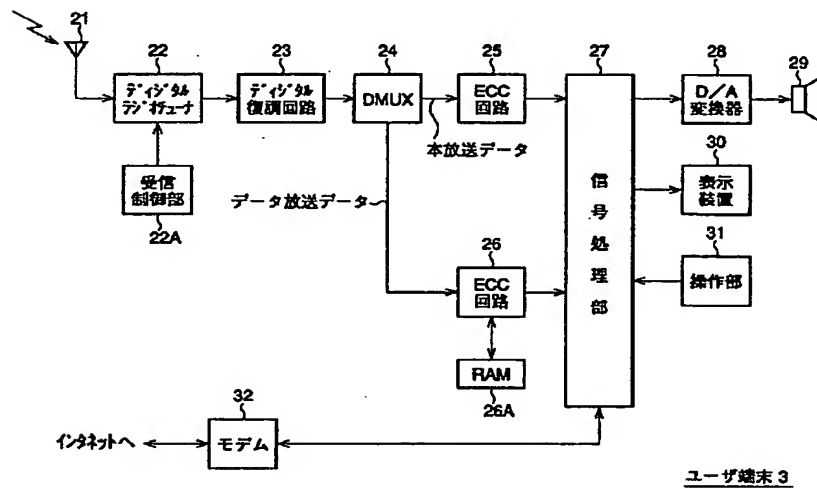 21
22
23
24
25
27
28
29
ディジタル
ラジオチューナ
ディジタル
復調回路
DMUX
ECC
回路
D/A
変換器
本放送データ
30
受信
制御部
22A
データ放送データ
信号処理部
表示
装置
26
31
ECC
回路
操作部
RAM
26A
32
インタネットへ
モデム
ユーザ端末 3